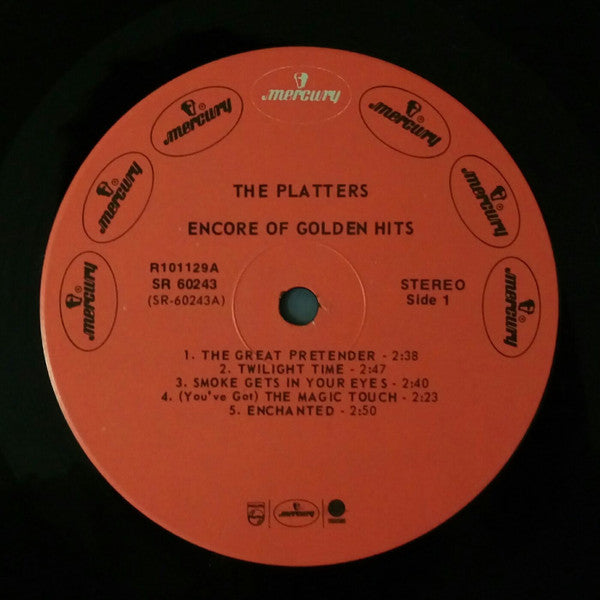 mercury
mercury
mercury
mercury
mercury
mercury
mercury
THE PLATTERS
ENCORE OF GOLDEN HITS
R101129A
SR 60243
(SR-60243A)
STEREO
Side 1
1. THE GREAT PRETENDER - 2:38
2. TWILIGHT TIME - 2:47
3. SMOKE GETS IN YOUR EYES - 2:40
4. (You've Got) THE MAGIC TOUCH - 2:23
5. ENCHANTED - 2:50
mercury